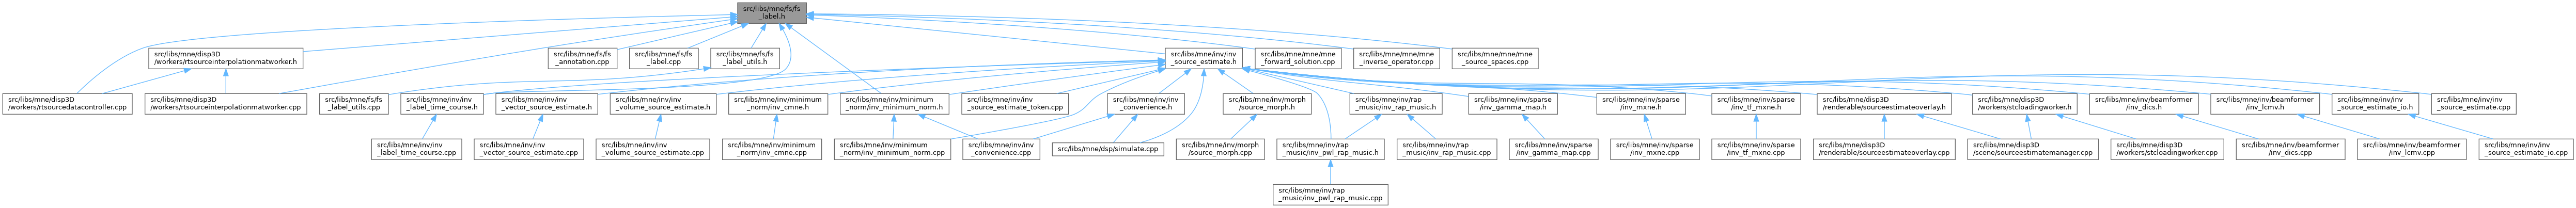 src/libs/mne/fs/fs
_label.h
src/libs/mne/disp3D
/workers/rtsourceinterpolationmatworker.h
src/libs/mne/fs/fs
_annotation.cpp
src/libs/mne/fs/fs
_label.cpp
src/libs/mne/fs/fs
_label_utils.h
src/libs/mne/inv/inv
_source_estimate.h
src/libs/mne/mne/mne
_forward_solution.cpp
src/libs/mne/mne/mne
_inverse_operator.cpp
src/libs/mne/mne/mne
_source_spaces.cpp
src/libs/mne/disp3D
/workers/rtsourcedatacontroller.cpp
src/libs/mne/disp3D
/workers/rtsourceinterpolationmatworker.cpp
src/libs/mne/fs/fs
_label_utils.cpp
src/libs/mne/inv/inv
_label_time_course.h
src/libs/mne/inv/inv
_vector_source_estimate.h
src/libs/mne/inv/inv
_volume_source_estimate.h
src/libs/mne/inv/minimum
_norm/inv_cmne.h
src/libs/mne/inv/minimum
_norm/inv_minimum_norm.h
src/libs/mne/inv/inv
_source_estimate_token.cpp
src/libs/mne/inv/inv
_convenience.h
src/libs/mne/inv/morph
/source_morph.h
src/libs/mne/inv/rap
_music/inv_rap_music.h
src/libs/mne/inv/sparse
/inv_gamma_map.h
src/libs/mne/inv/sparse
/inv_mxne.h
src/libs/mne/inv/sparse
/inv_tf_mxne.h
src/libs/mne/disp3D
/renderable/sourceestimateoverlay.h
src/libs/mne/disp3D
/workers/stcloadingworker.h
src/libs/mne/inv/beamformer
/inv_dics.h
src/libs/mne/inv/beamformer
/inv_lcmv.h
src/libs/mne/inv/inv
_source_estimate_io.h
src/libs/mne/inv/inv
_source_estimate.cpp
src/libs/mne/inv/inv
_label_time_course.cpp
src/libs/mne/inv/inv
_vector_source_estimate.cpp
src/libs/mne/inv/inv
_volume_source_estimate.cpp
src/libs/mne/inv/minimum
_norm/inv_cmne.cpp
src/libs/mne/inv/minimum
_norm/inv_minimum_norm.cpp
src/libs/mne/inv/inv
_convenience.cpp
src/libs/mne/dsp/simulate.cpp
src/libs/mne/inv/morph
/source_morph.cpp
src/libs/mne/inv/rap
_music/inv_pwl_rap_music.h
src/libs/mne/inv/rap
_music/inv_rap_music.cpp
src/libs/mne/inv/sparse
/inv_gamma_map.cpp
src/libs/mne/inv/sparse
/inv_mxne.cpp
src/libs/mne/inv/sparse
/inv_tf_mxne.cpp
src/libs/mne/disp3D
/renderable/sourceestimateoverlay.cpp
src/libs/mne/disp3D
/scene/sourceestimatemanager.cpp
src/libs/mne/disp3D
/workers/stcloadingworker.cpp
src/libs/mne/inv/beamformer
/inv_dics.cpp
src/libs/mne/inv/beamformer
/inv_lcmv.cpp
src/libs/mne/inv/inv
_source_estimate_io.cpp
src/libs/mne/inv/rap
_music/inv_pwl_rap_music.cpp